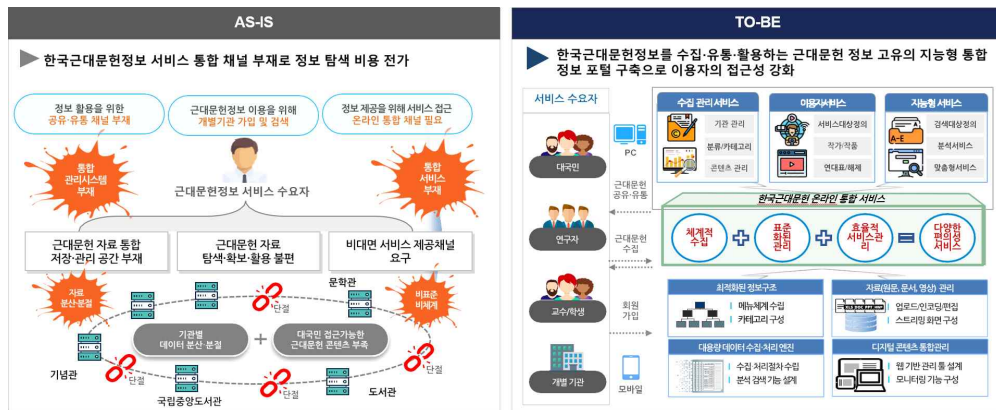 AS-IS
한국근대문헌정보 서비스 통합 채널 부재로 정보 탐색 비용 전가
정보 활용을 위한
공유·유통 채널 부재
근대문헌정보 이용을 위해
개별기관 가입 및 검색
정보 제공을 위해 서비스 접근
온라인 통합 채널 필요
통합
관리시스템
부재
통합
서비스
부재
근대문헌정보 서비스 수요자
근대문헌 자료 통합
저장·관리 공간 부재
근대문헌 자료
탐색·확보·활용 불편
비대면 서비스 제공채널
요구
자료
분산·분절
비표준
비체계
문학관
단절
단절
단절
단절
기관별
데이터 분산·분절
대국민 접근가능한
근대문헌 콘텐츠 부족
기념관
국립중앙도서관
도서관
TO-BE
한국근대문헌정보를 수집·유통·활용하는 근대문헌 정보 고유의 지능형 통합
정보 포털 구축으로 이용자의 접근성 강화
서비스 수요자
대국민
연구자
교수/학생
개별 기관
PC
근대문헌
공유·유통
근대문헌
수집
회원
가입
모바일
수집 관리 서비스
기관 관리
분류/카테고리
콘텐츠 관리
이용자서비스
서비스대상정의
작가/작품
연대표/해제
지능형 서비스
A-E
검색대상정의
분석서비스
맞춤형서비스
한국근대문헌 온라인 통합 서비스
체계적
수집
표준
화된
관리
효율적
서비스관
리
다양한
편의성
서비스
최적화된 정보구조
메뉴체계 수립
카테고리 구성
자료(원문, 문서, 영상) 관리
업로드/인코딩/편집
스트리밍 화면 구성
대용량 데이터 수집·처리 엔진
수집·처리절차 수립
분석 검색 기능 설계
디지털 콘텐츠 통합관리
웹 기반 관리 툴 설계
모니터링 기능 구성